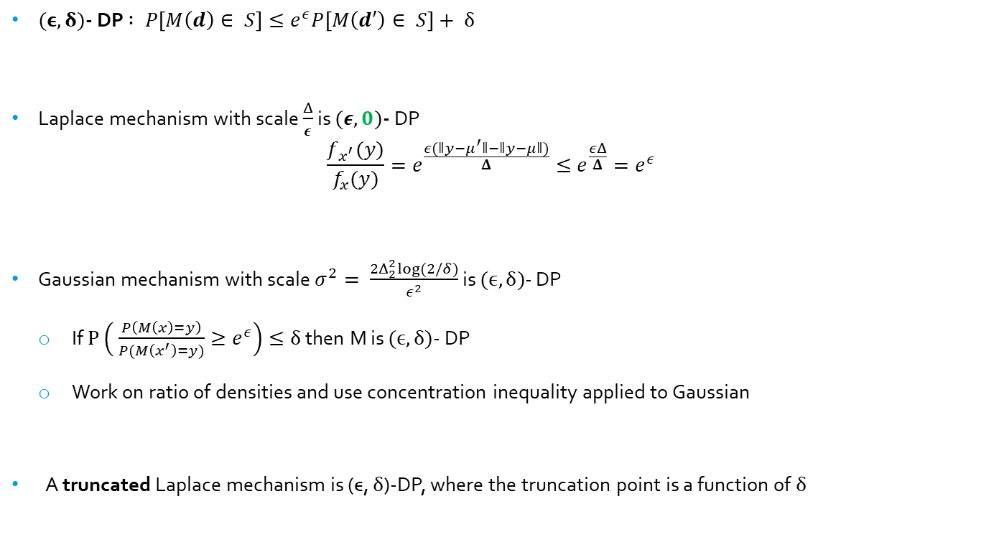 • (ϵ, δ)- DP : P[M(d) ∈ S] ≤ e^ϵ P[M(d′) ∈ S] + δ
• Laplace mechanism with scale Δ/ϵ is (ϵ, 0)- DP
f_{x′}(y)/f_x(y) = e^{ϵ(‖y−μ′‖−‖y−μ‖)/Δ} ≤ e^{ϵΔ/Δ} = e^ϵ
• Gaussian mechanism with scale σ² = 2Δ₂²log(2/δ)/ϵ² is (ϵ, δ)- DP
○ If P(P(M(x)=y)/P(M(x′)=y) ≥ e^ϵ) ≤ δ then M is (ϵ, δ)- DP
○ Work on ratio of densities and use concentration inequality applied to Gaussian
• A truncated Laplace mechanism is (ϵ, δ)-DP, where the truncation point is a function of δ